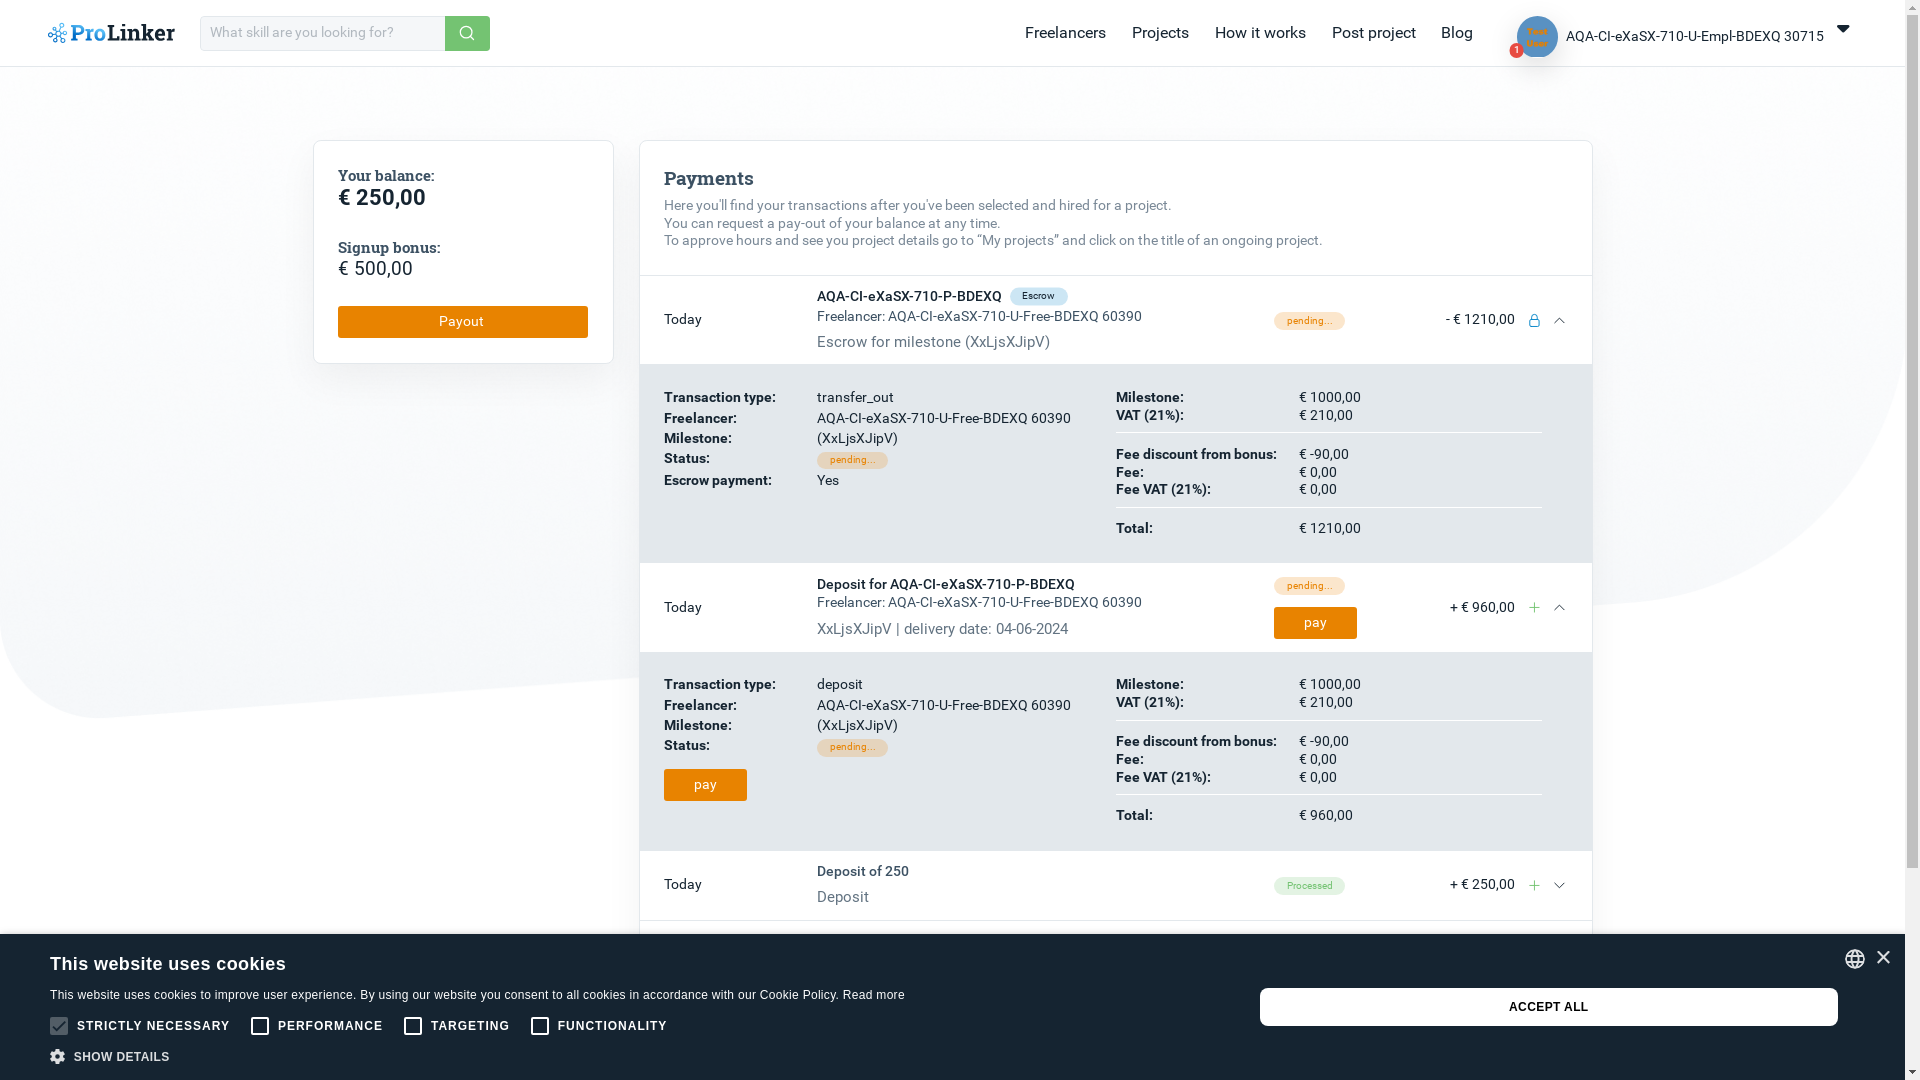 ProLinker
What skill are you looking for?
Freelancers
Projects
How it works
Post project
Blog
Test User
1
AQA-CI-eXaSX-710-U-Empl-BDEXQ 30715
Your balance:
€ 250,00
Signup bonus:
€ 500,00
Payout
Payments
Here you'll find your transactions after you've been selected and hired for a project.
You can request a pay-out of your balance at any time.
To approve hours and see you project details go to “My projects” and click on the title of an ongoing project.
Today
AQA-CI-eXaSX-710-P-BDEXQ Escrow
Freelancer: AQA-CI-eXaSX-710-U-Free-BDEXQ 60390
Escrow for milestone (XxLjsXJipV)
pending...
- € 1210,00
Transaction type: transfer_out
Freelancer: AQA-CI-eXaSX-710-U-Free-BDEXQ 60390
Milestone: (XxLjsXJipV)
Status: pending...
Escrow payment: Yes
Milestone: € 1000,00
VAT (21%): € 210,00
Fee discount from bonus: € -90,00
Fee: € 0,00
Fee VAT (21%): € 0,00
Total: € 1210,00
Today
Deposit for AQA-CI-eXaSX-710-P-BDEXQ
Freelancer: AQA-CI-eXaSX-710-U-Free-BDEXQ 60390
XxLjsXJipV | delivery date: 04-06-2024
pending...
pay
+ € 960,00
Transaction type: deposit
Freelancer: AQA-CI-eXaSX-710-U-Free-BDEXQ 60390
Milestone: (XxLjsXJipV)
Status: pending...
pay
Milestone: € 1000,00
VAT (21%): € 210,00
Fee discount from bonus: € -90,00
Fee: € 0,00
Fee VAT (21%): € 0,00
Total: € 960,00
Today
Deposit of 250
Deposit
Processed
+ € 250,00
This website uses cookies
This website uses cookies to improve user experience. By using our website you consent to all cookies in accordance with our Cookie Policy. Read more
STRICTLY NECESSARY
PERFORMANCE
TARGETING
FUNCTIONALITY
SHOW DETAILS
ACCEPT ALL